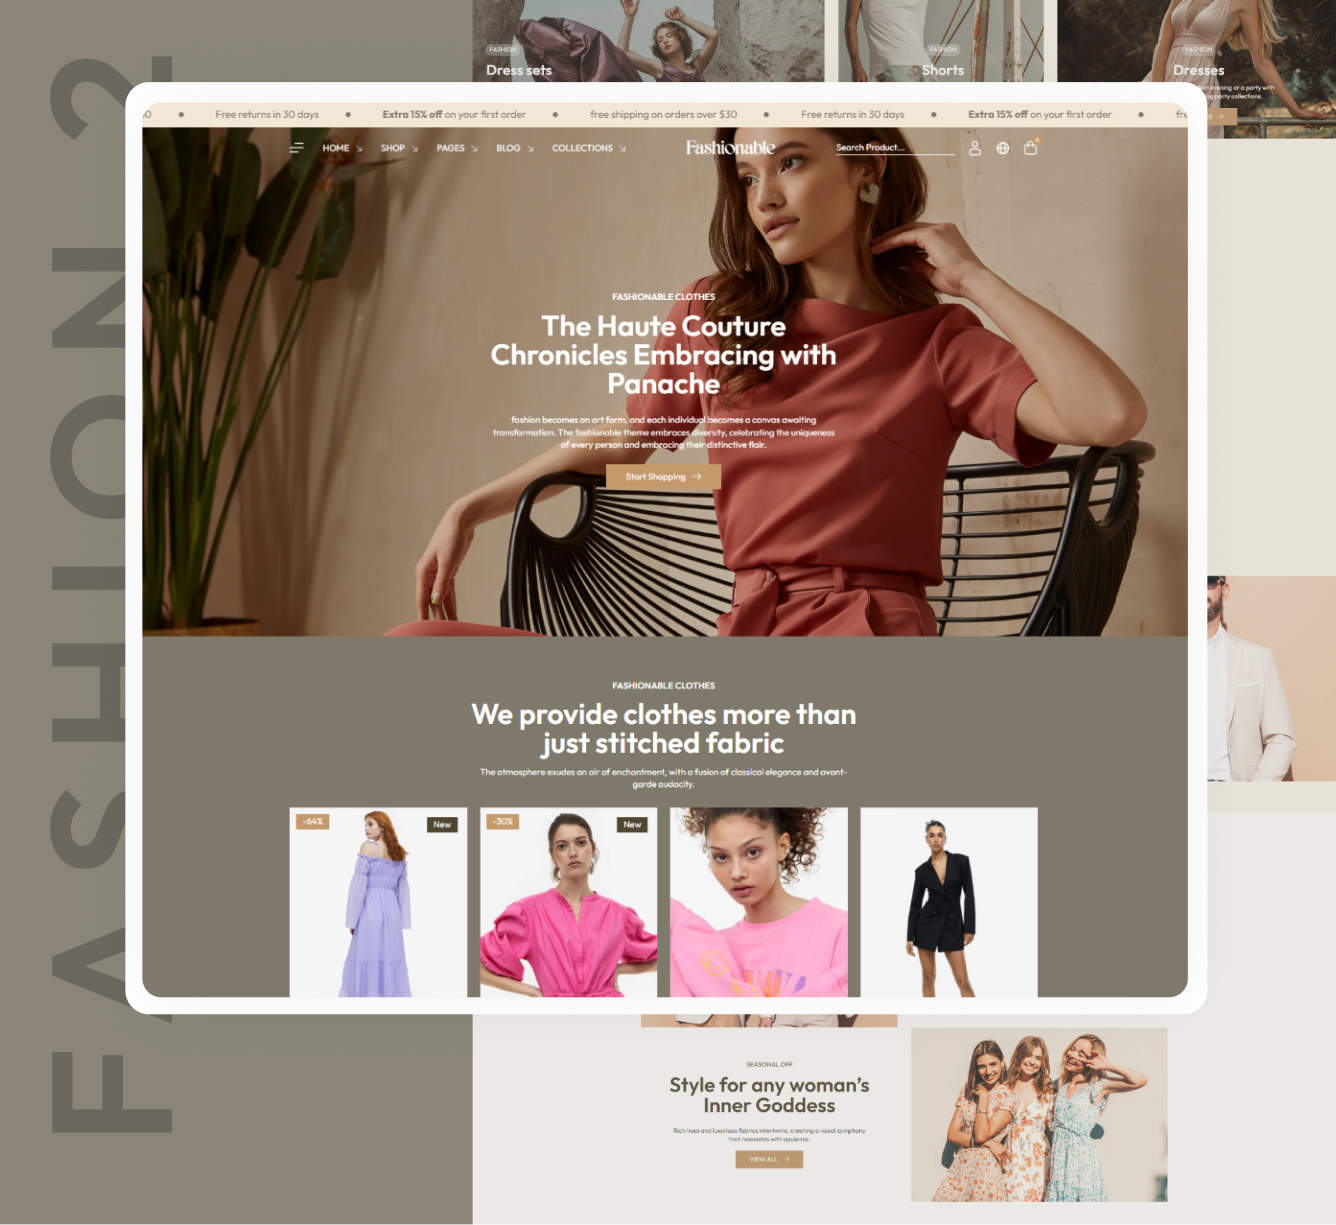 FASHION 2
FASHION
Dress sets
FASHION
Shorts
FASHION
Dresses
evening or a party with
party collections.
Free returns in 30 days
Extra 15% off on your first order
free shipping on orders over $30
Free returns in 30 days
Extra 15% off on your first order
HOME
SHOP
PAGES
BLOG
COLLECTIONS
Fashionable
Search Product...
0
FASHIONABLE CLOTHES
The Haute Couture
Chronicles Embracing with
Panache
fashion becomes an art form, and each individual becomes a canvas awaiting
transformation. The fashionable theme embraces diversity, celebrating the uniqueness
of every person and embracing their distinctive flair.
Start Shopping
FASHIONABLE CLOTHES
We provide clothes more than
just stitched fabric
The atmosphere exudes an air of enchantment, with a fusion of classical elegance and avant-
garde audacity.
-64%
New
-30%
New
SEASONAL OFF
Style for any woman's
Inner Goddess
Rich hues and luxurious fabrics intertwine, creating a visual symphony
that resonates with opulence.
VIEW ALL